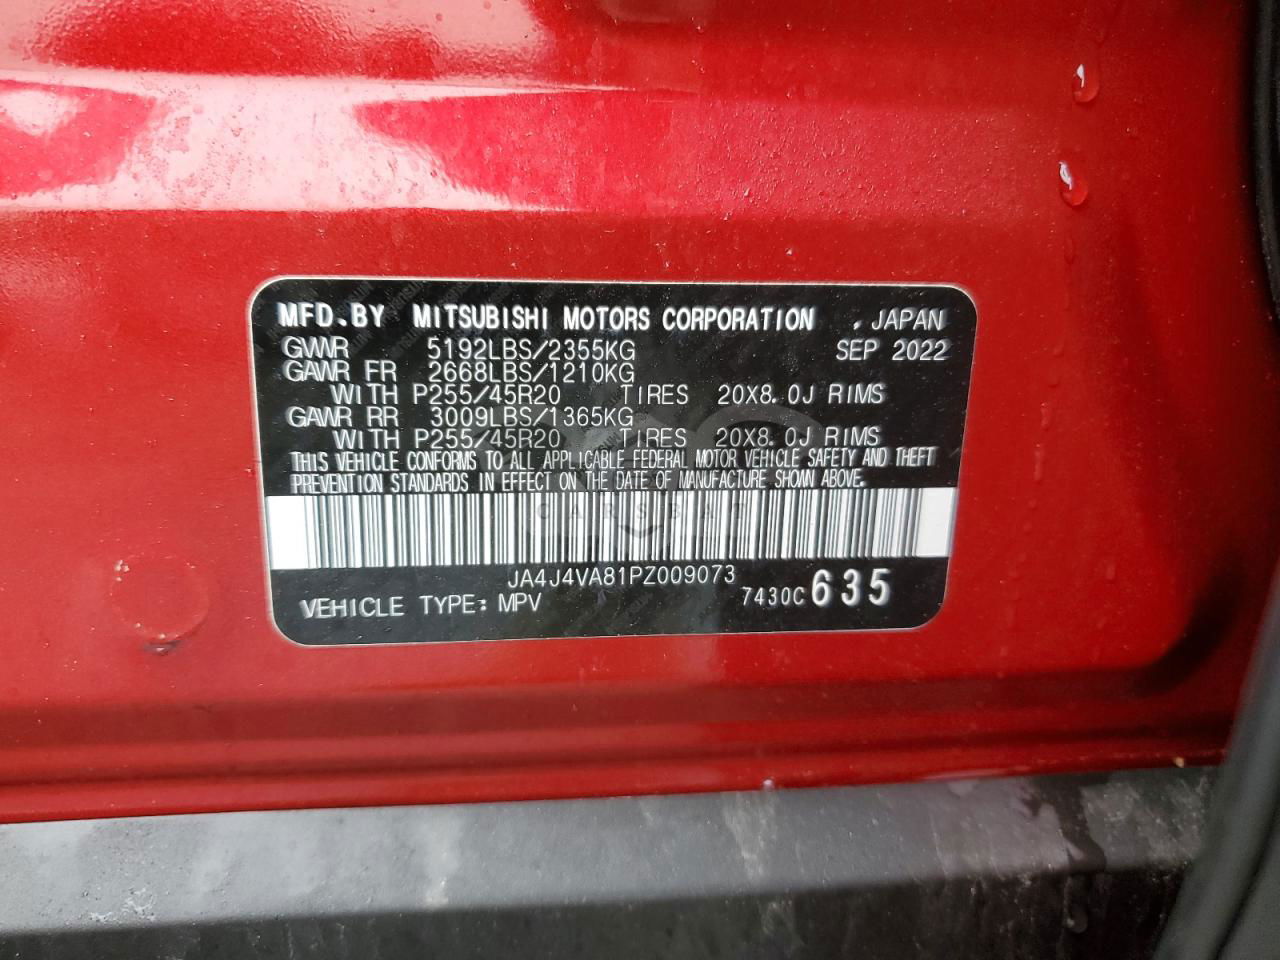 MFD.BY MITSUBISHI MOTORS CORPORATION , JAPAN
GVWR 5192LBS/2355KG SEP 2022
GAWR FR 2668LBS/1210KG
WITH P255/45R20 TIRES 20X8.0J RIMS
GAWR RR 3009LBS/1365KG
WITH P255/45R20 TIRES 20X8.0J RIMS
THIS VEHICLE CONFORMS TO ALL APPLICABLE FEDERAL MOTOR VEHICLE SAFETY AND THEFT
PREVENTION STANDARDS IN EFFECT ON THE DATE OF MANUFACTURE SHOWN ABOVE.
CARSBAT
JA4J4VA81PZ009073
VEHICLE TYPE: MPV 7430C 635